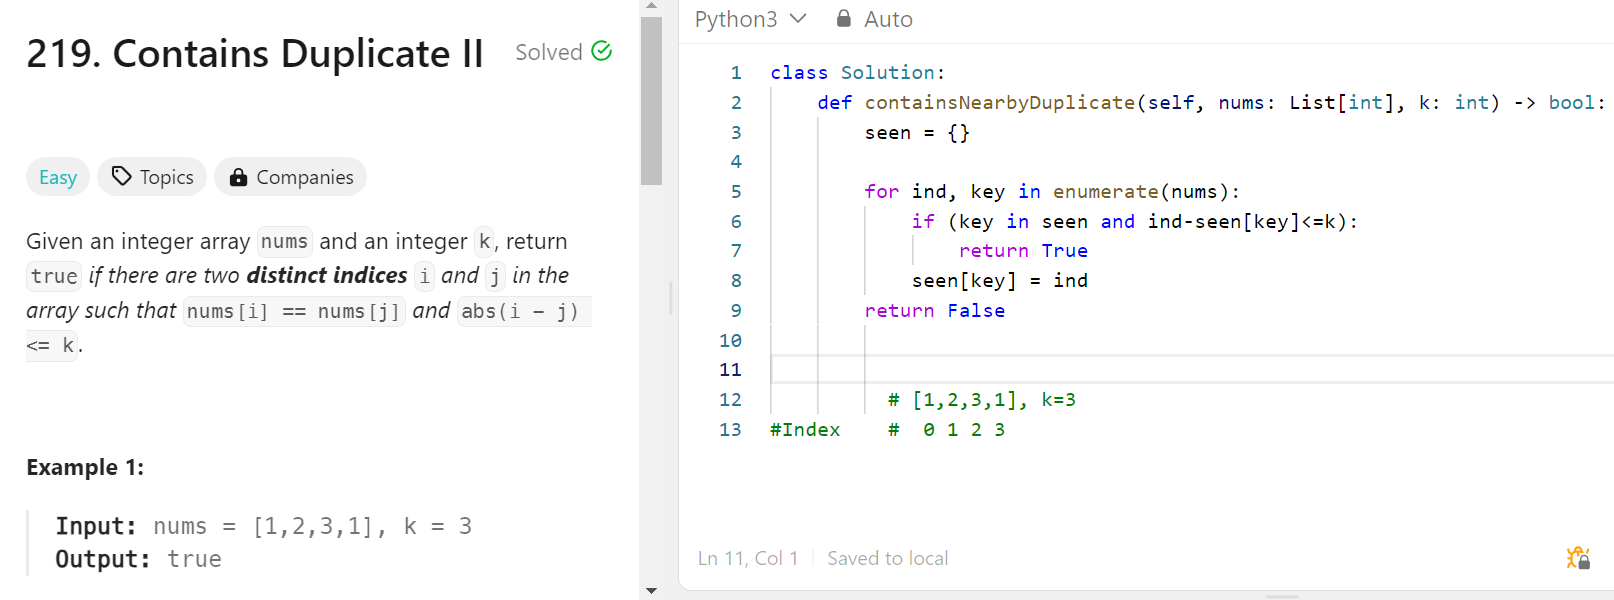 219. Contains Duplicate II
Solved
Easy
Topics
Companies
Given an integer array nums and an integer k, return
true if there are two distinct indices i and j in the
array such that nums[i] == nums[j] and abs(i - j)
<= k.
Example 1:
Input: nums = [1,2,3,1], k = 3
Output: true
Python3
Auto
1 class Solution:
2     def containsNearbyDuplicate(self, nums: List[int], k: int) -> bool:
3         seen = {}
4
5         for ind, key in enumerate(nums):
6             if (key in seen and ind-seen[key]<=k):
7                 return True
8             seen[key] = ind
9         return False
10
11
12           # [1,2,3,1], k=3
13 #Index    #  0 1 2 3
Ln 11, Col 1
Saved to local